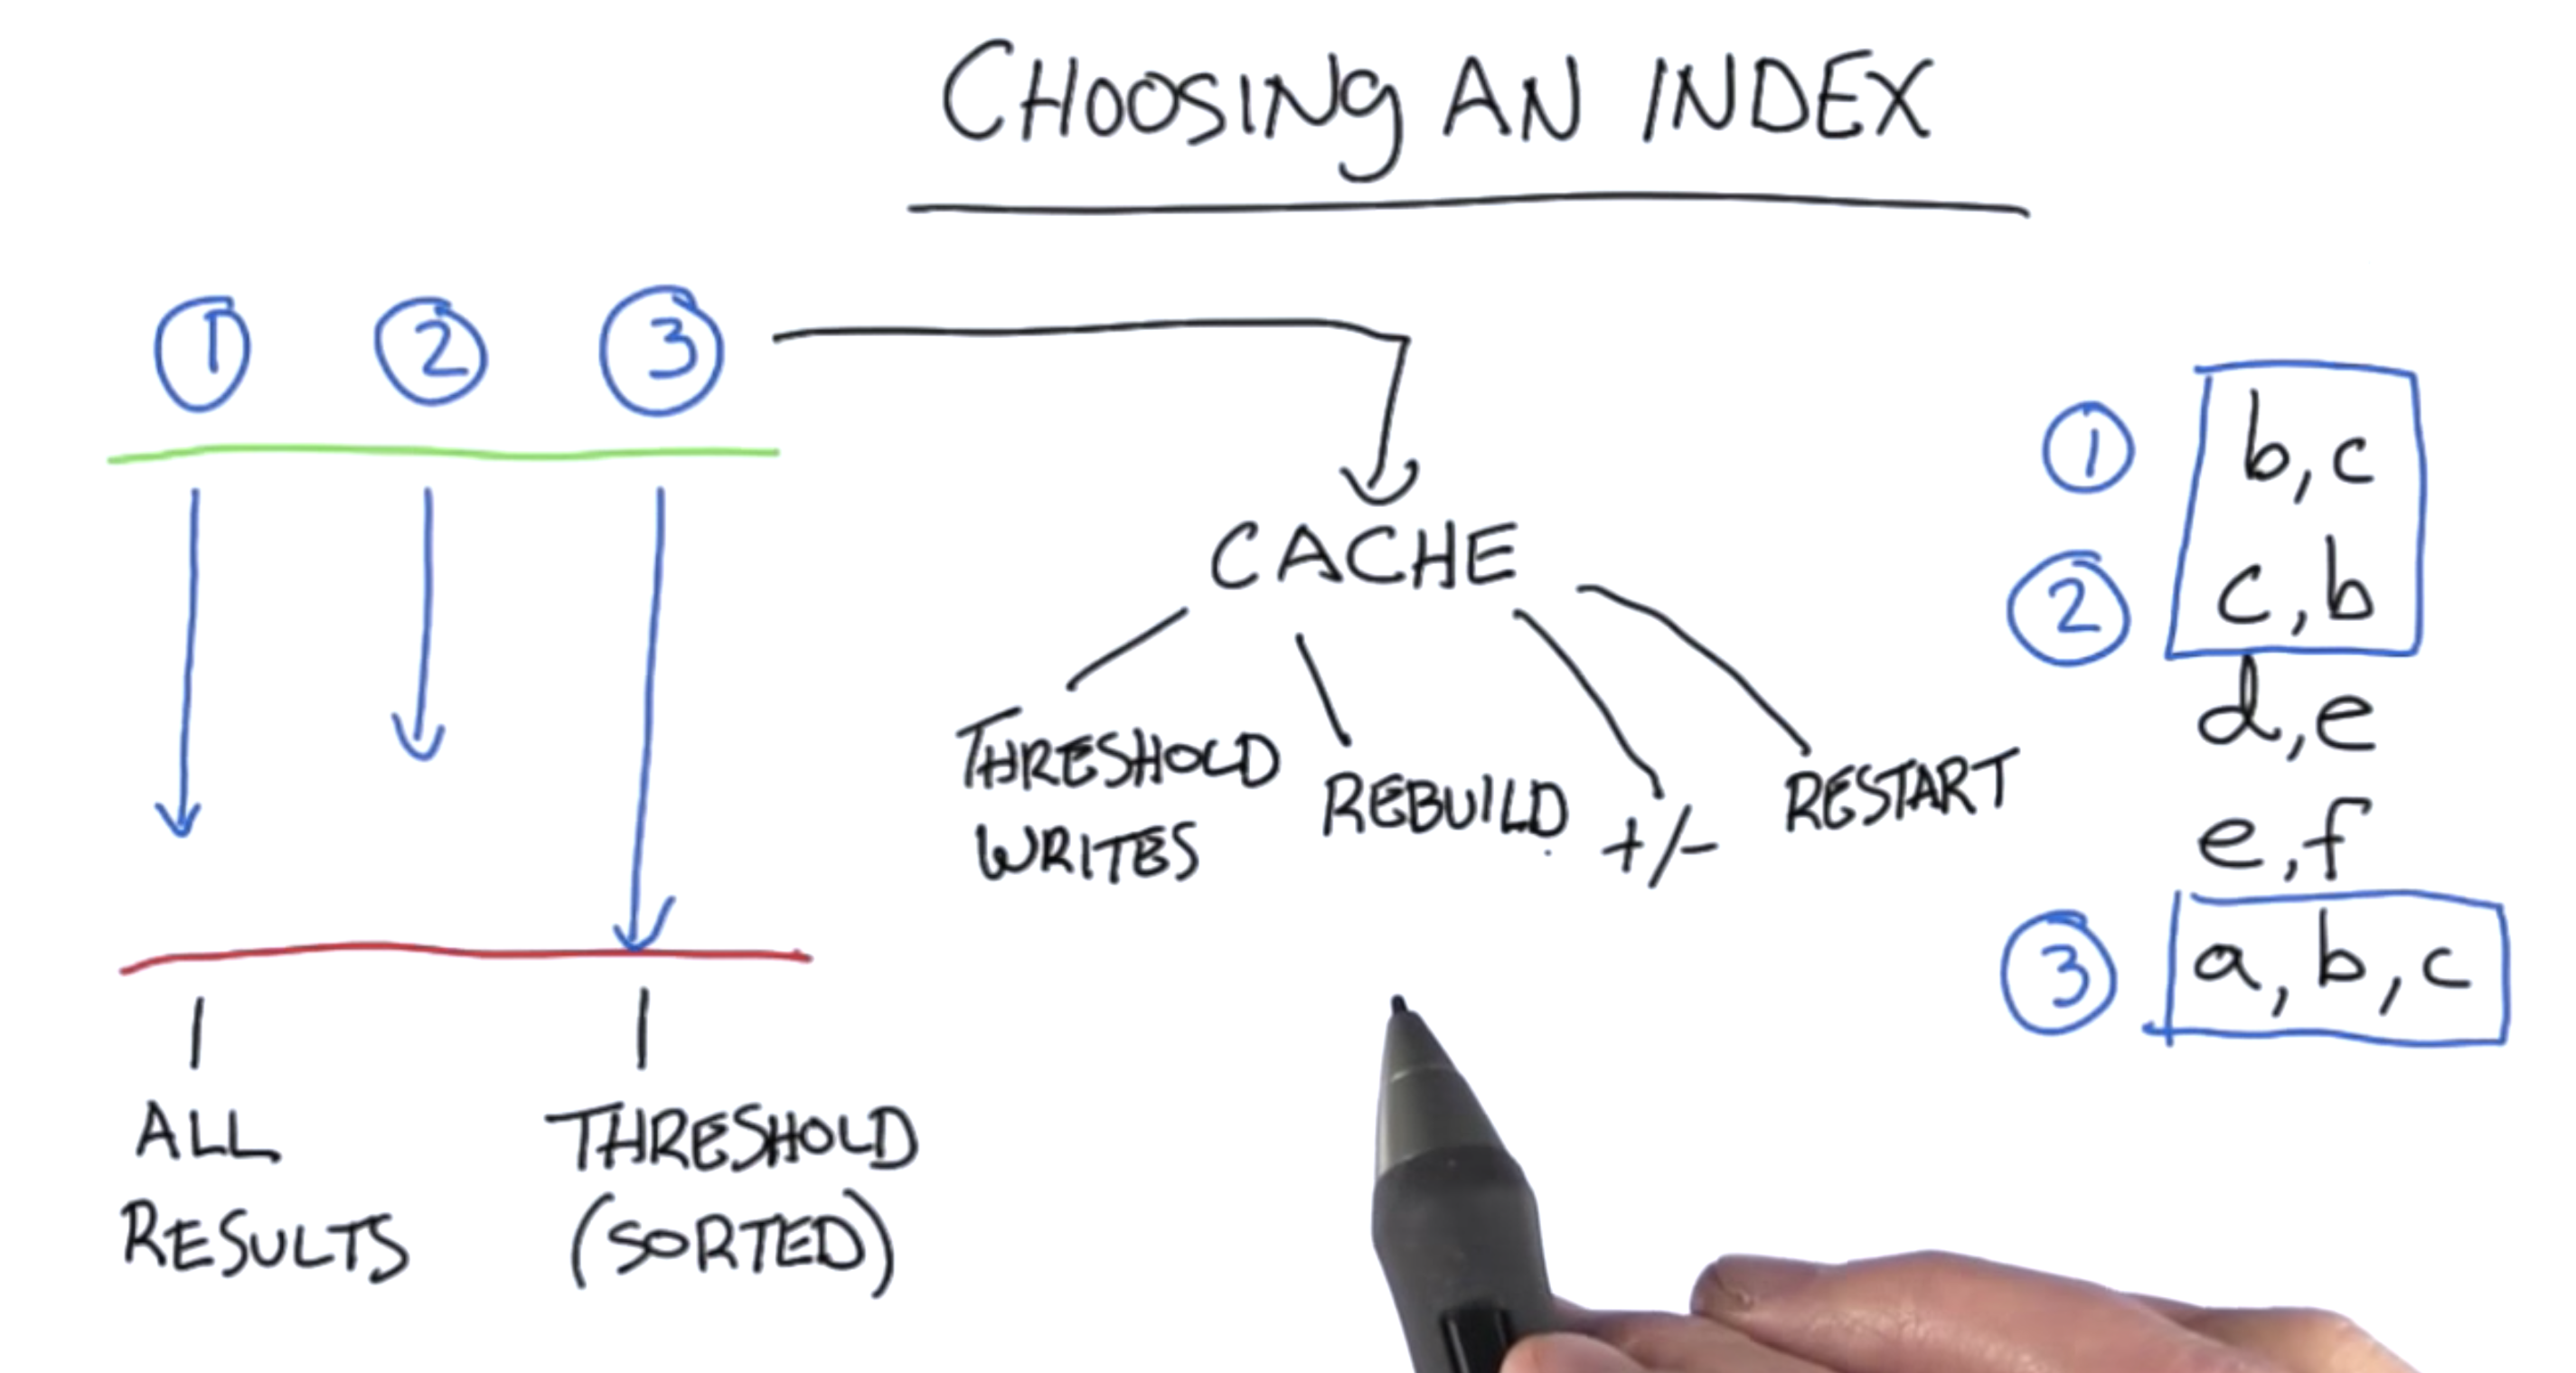 CHOOSING AN INDEX
1 2 3
CACHE
THRESHOLD
WRITES
REBUILD
+/-
RESTART
ALL
RESULTS
THRESHOLD
(SORTED)
1 b,c
2 c,b
d,e
e,f
3 a,b,c